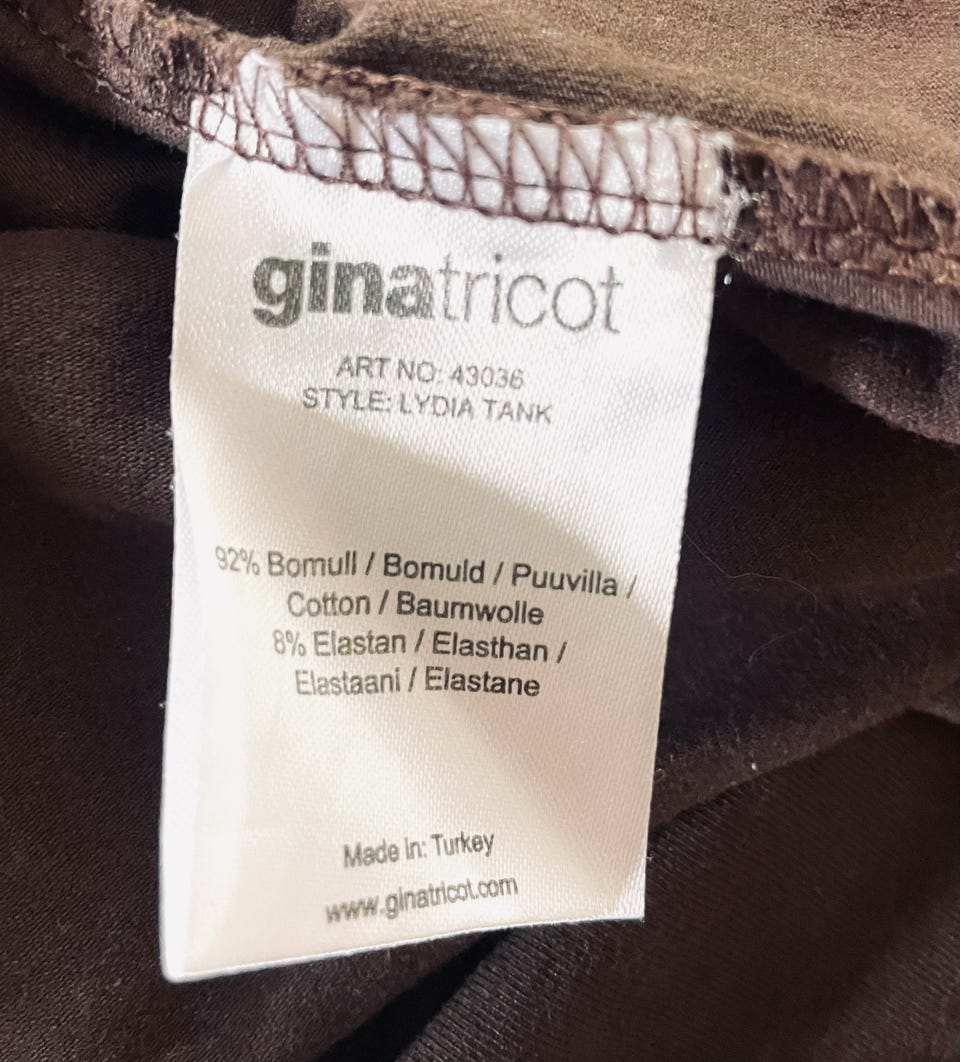 ginatricot
ART NO: 43036
STYLE: LYDIA TANK
92% Bomull / Bomuld / Puuvilla /
Cotton / Baumwolle
8% Elastan / Elasthan /
Elastaani / Elastane
Made in: Turkey
www.ginatricot.com